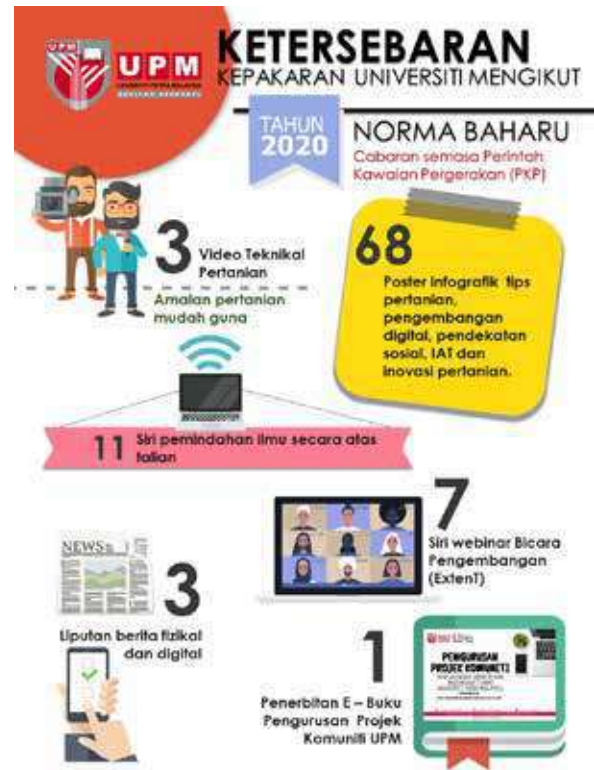 UPM
UPM
KETERSEBARAN
KEPAKARAN UNIVERSITI MENGIKUT
TAHUN
2020
NORMA BAHARU
Cabaran semasa Perintah
Kawalan Pergerakan (PKP)
3
Video Teknikal
Pertanian
Amalan pertanian
mudah guna
68
Poster infografik tips
pertanian,
pengembangan
digital, pendekatan
sosial, IAT dan
inovasi pertanian.
11
Siri pemindahan ilmu secara atas
talian
7
Siri webinar Bicara
Pengembangan
(ExtenT)
NEWS
3
Liputan berita fizikal
dan digital
1
Penerbitan E – Buku
Pengurusan Projek
Komuniti UPM
PENGURUSAN
PROJEK KOMUNITI